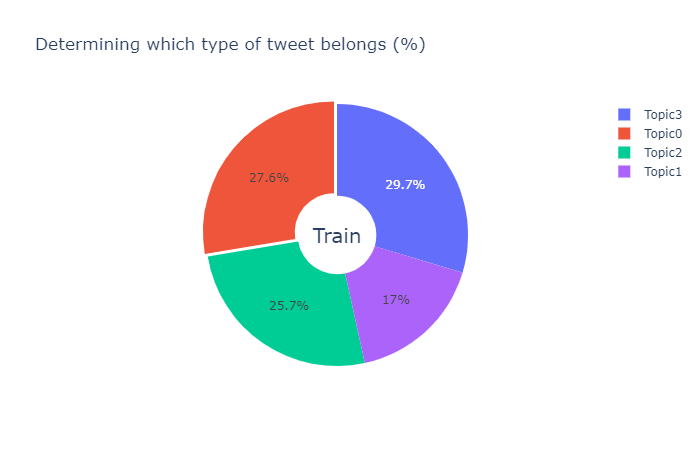 Determining which type of tweet belongs (%)
Topic3
Topic0
Topic2
Topic1
27.6%
29.7%
Train
25.7%
17%